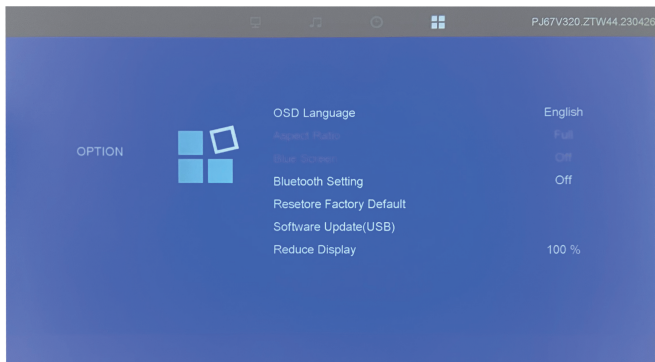 PJ67V320.ZTW44.230426
OPTION
OSD Language English
Aspect Ratio Full
Blue Screen Off
Bluetooth Setting Off
Resetore Factory Default
Software Update(USB)
Reduce Display 100 %